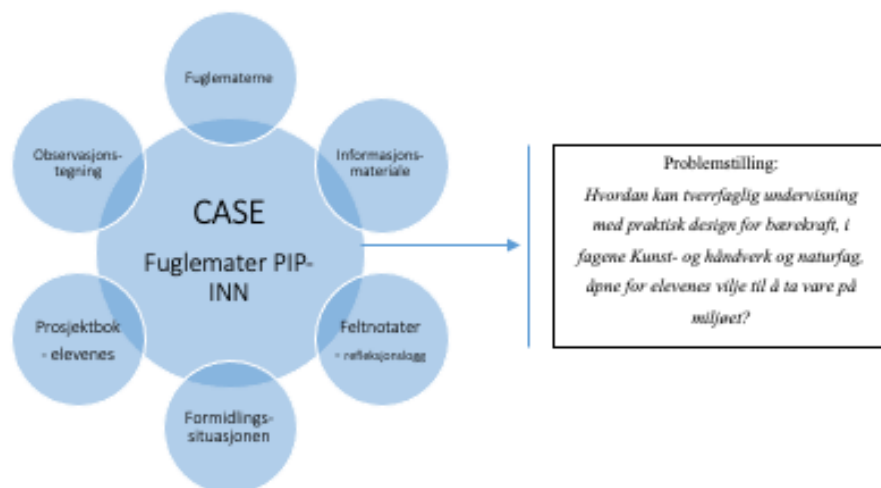 Fuglematerne
Observasjons-
tegning
Informasjons-
materiale
CASE
Fuglemater PIP-
INN
Prosjektbok
- elevenes
Feltnotater
- refleksjonslogg
Formidlings-
situasjonen
Problemstilling:
Hvordan kan tverrfaglig undervisning
med praktisk design for bærekraft, i
fagene Kunst- og håndverk og naturfag,
åpne for elevenes vilje til å ta vare på
miljøet?